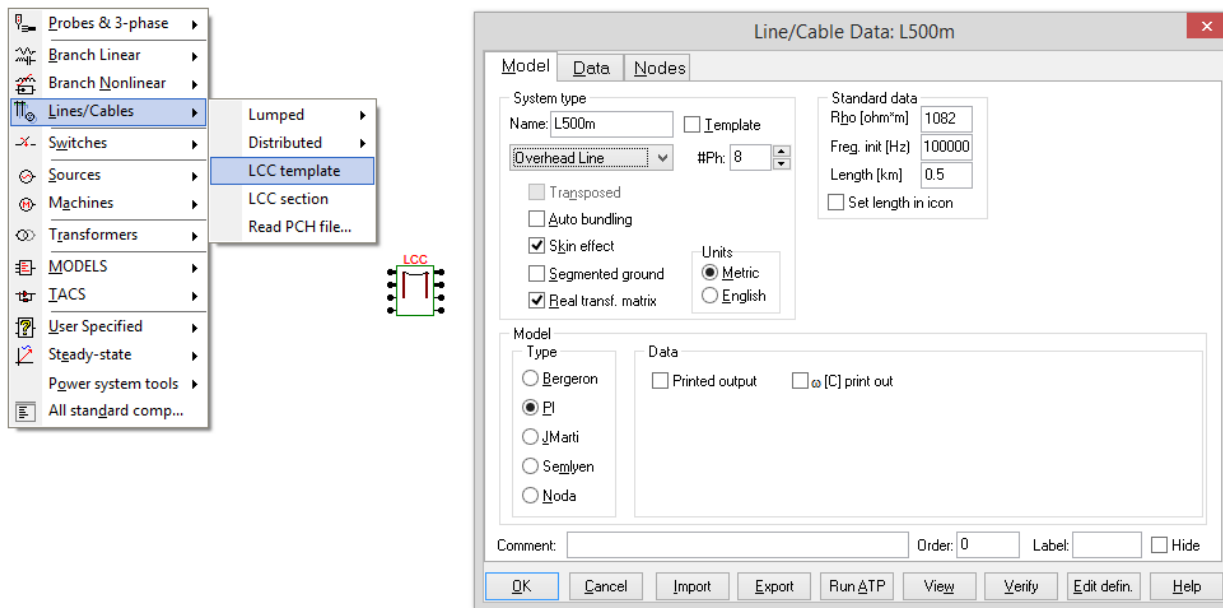 Probes & 3-phase
Branch Linear
Branch Nonlinear
Lines/Cables
Switches
Sources
Machines
Transformers
MODELS
TACS
User Specified
Steady-state
Power system tools
All standard comp...
Lumped
Distributed
LCC template
LCC section
Read PCH file...
LCC
Line/Cable Data: L500m
Model Data Nodes
System type
Name: L500m Template
Overhead Line #Ph: 8
Transposed
Auto bundling
Skin effect
Segmented ground
Real transf. matrix
Units
Metric
English
Standard data
Rho [ohm*m] 1082
Freq. init [Hz] 100000
Length [km] 0.5
Set length in icon
Model
Type
Bergeron
PI
JMarti
Semlyen
Noda
Data
Printed output ω [C] print out
Comment: Order: 0 Label: Hide
OK Cancel Import Export Run ATP View Verify Edit defin. Help